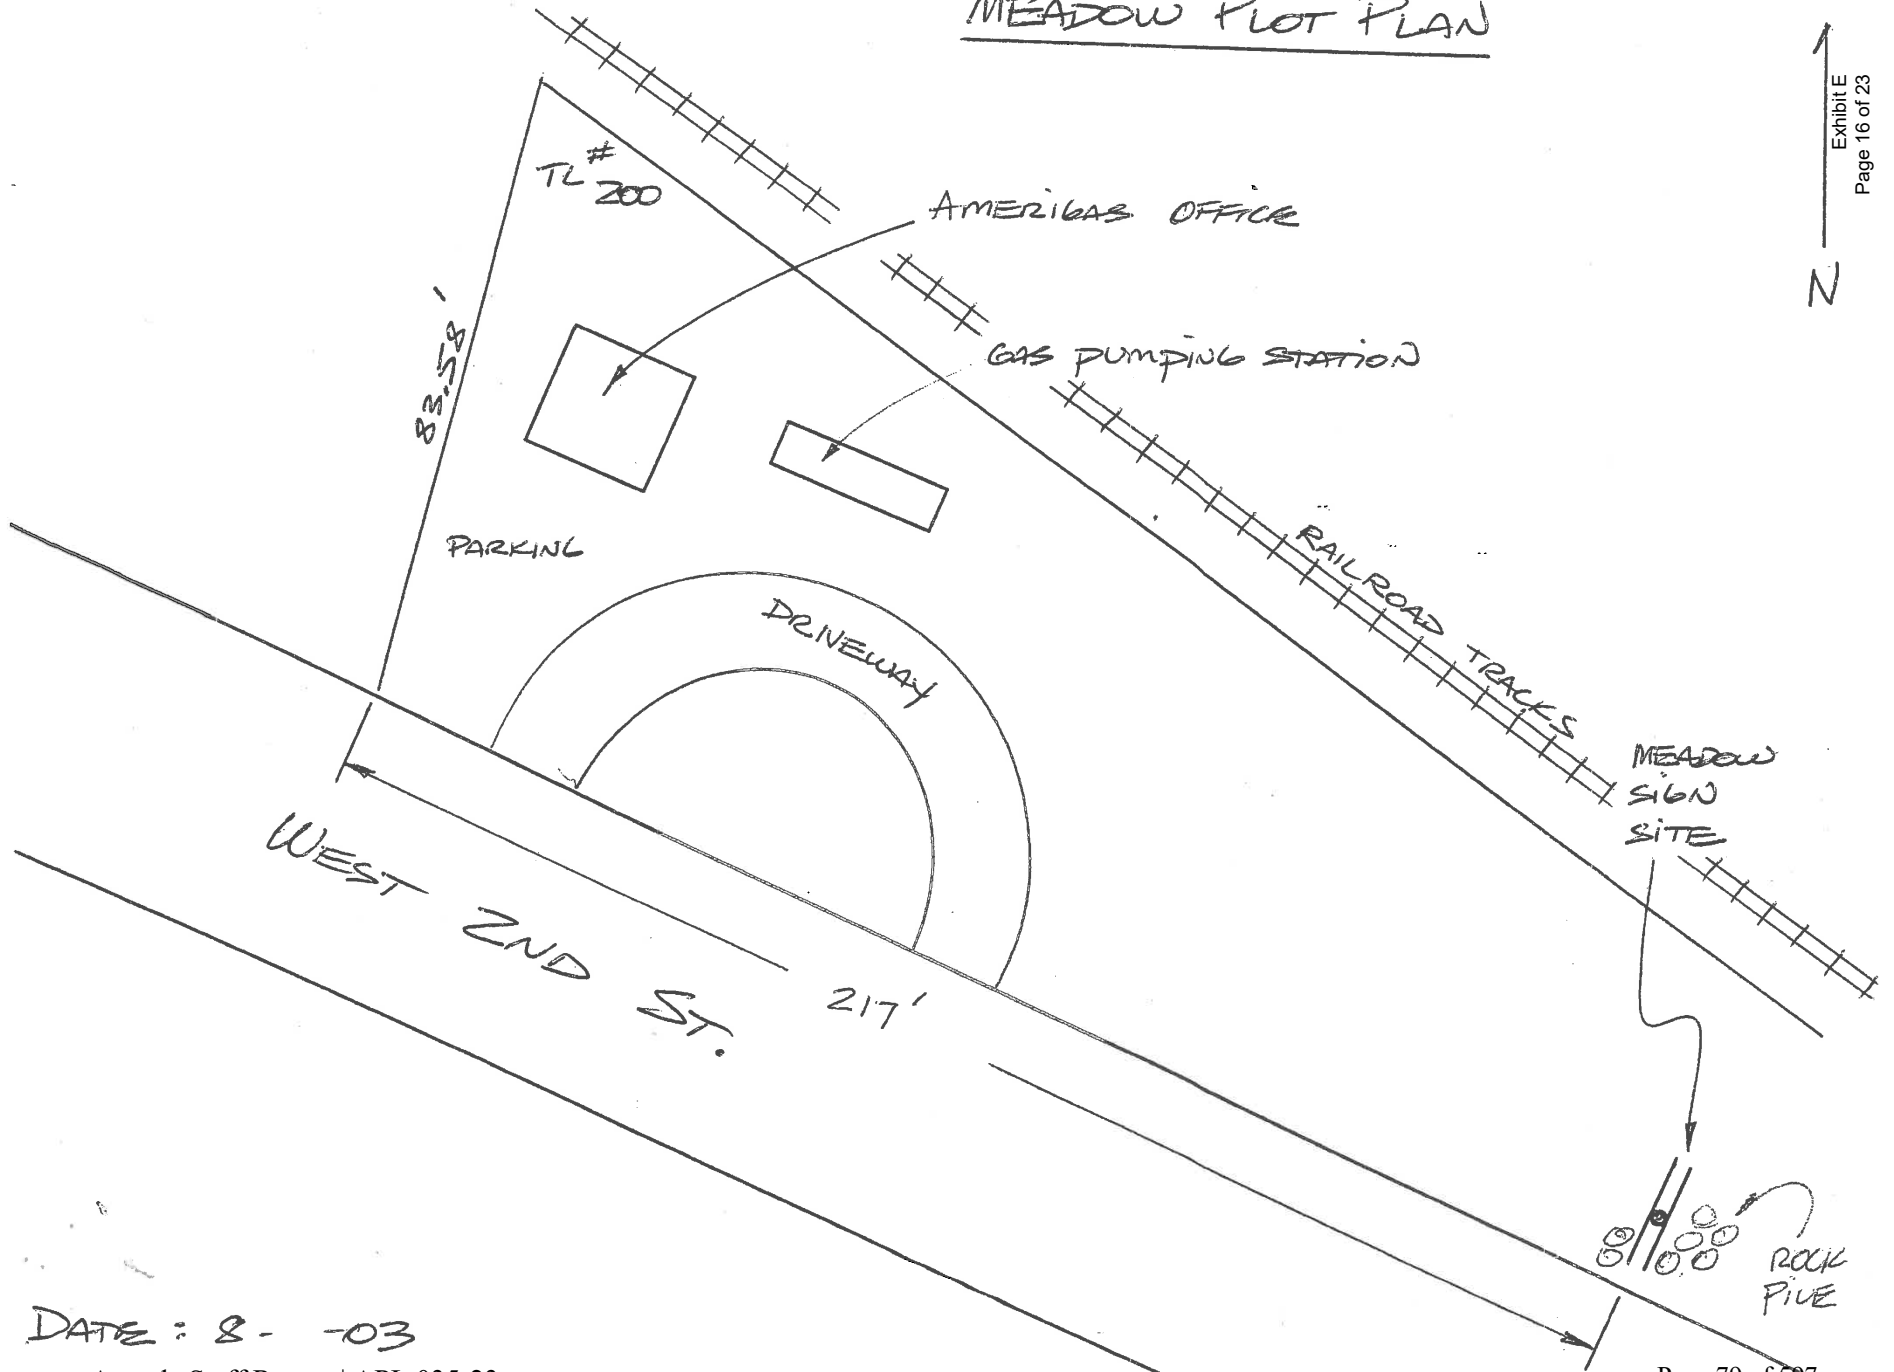 MEADOW PLOT PLAN
Exhibit E
Page 16 of 23
N
TL # 200
AMERIGAS OFFICE
83.58'
GAS PUMPING STATION
PARKING
DRIVEWAY
RAILROAD TRACKS
MEADOW
SIGN
SITE
WEST 2ND ST.
217'
ROCK
PILE
DATE: 8- -03